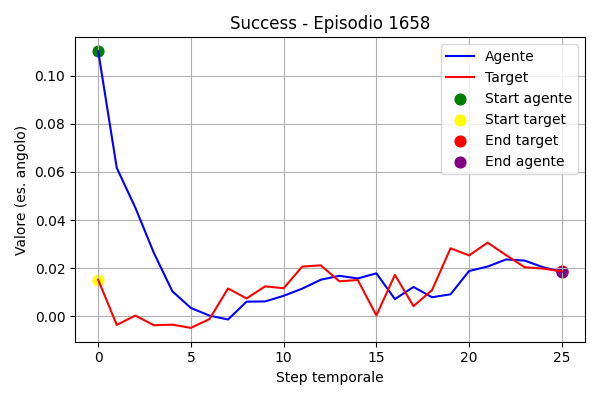 Success - Episodio 1658
Valore (es. angolo)
0.10
0.08
0.06
0.04
0.02
0.00
Agente
Target
Start agente
Start target
End target
End agente
0 5 10 15 20 25
Step temporale